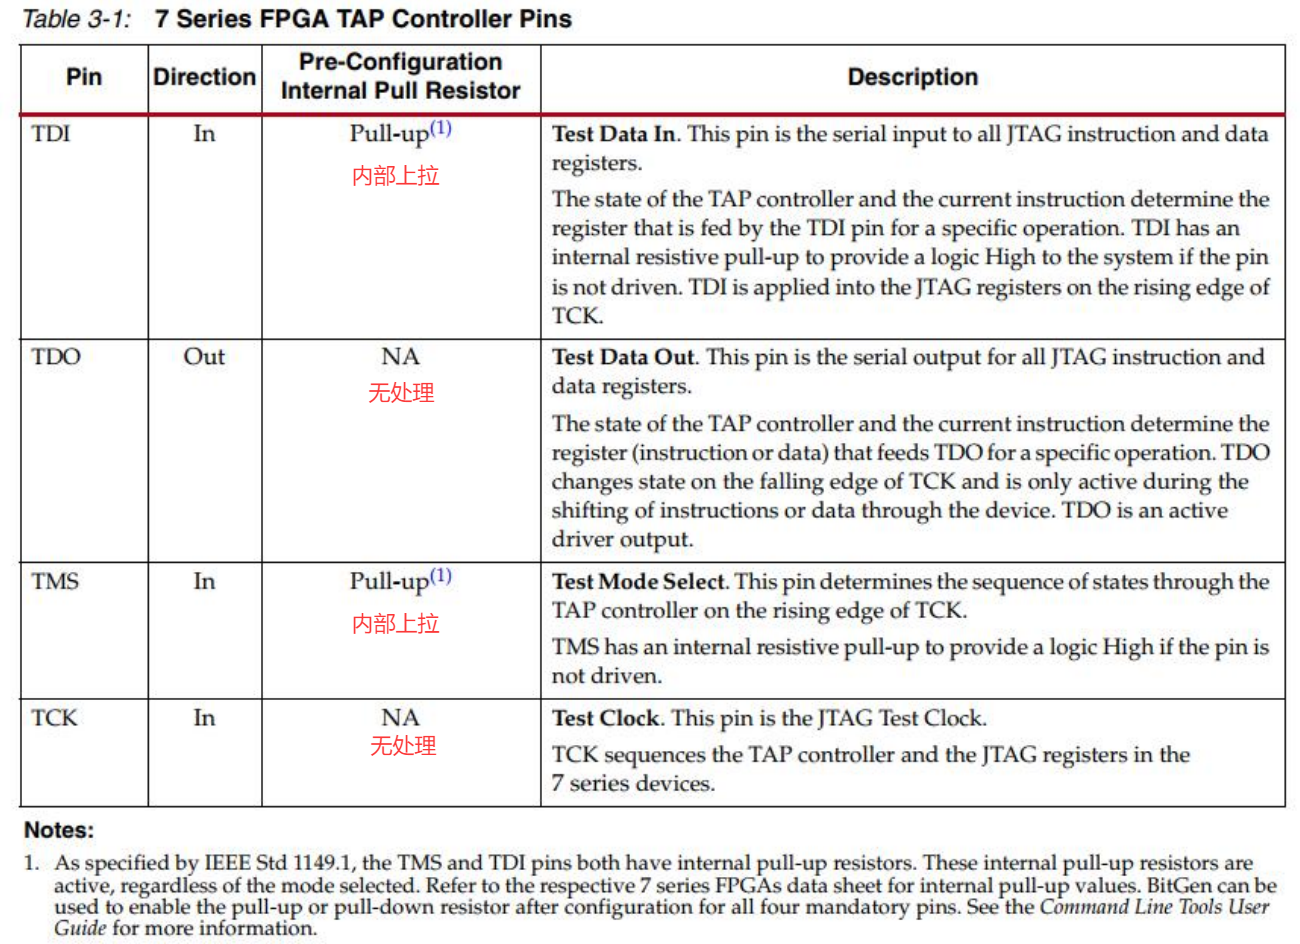 Table 3-1: 7 Series FPGA TAP Controller Pins
Pin Direction Pre-Configuration Internal Pull Resistor Description
TDI In Pull-up(1) Test Data In. This pin is the serial input to all JTAG instruction and data
registers.
内部上拉
The state of the TAP controller and the current instruction determine the
register that is fed by the TDI pin for a specific operation. TDI has an
internal resistive pull-up to provide a logic High to the system if the pin
is not driven. TDI is applied into the JTAG registers on the rising edge of
TCK.
TDO Out NA Test Data Out. This pin is the serial output for all JTAG instruction and
data registers.
无处理
The state of the TAP controller and the current instruction determine the
register (instruction or data) that feeds TDO for a specific operation. TDO
changes state on the falling edge of TCK and is only active during the
shifting of instructions or data through the device. TDO is an active
driver output.
TMS In Pull-up(1) Test Mode Select. This pin determines the sequence of states through the
TAP controller on the rising edge of TCK.
内部上拉
TMS has an internal resistive pull-up to provide a logic High if the pin is
not driven.
TCK In NA Test Clock. This pin is the JTAG Test Clock.
无处理
TCK sequences the TAP controller and the JTAG registers in the
7 series devices.
Notes:
1. As specified by IEEE Std 1149.1, the TMS and TDI pins both have internal pull-up resistors. These internal pull-up resistors are
active, regardless of the mode selected. Refer to the respective 7 series FPGAs data sheet for internal pull-up values. BitGen can be
used to enable the pull-up or pull-down resistor after configuration for all four mandatory pins. See the Command Line Tools User
Guide for more information.